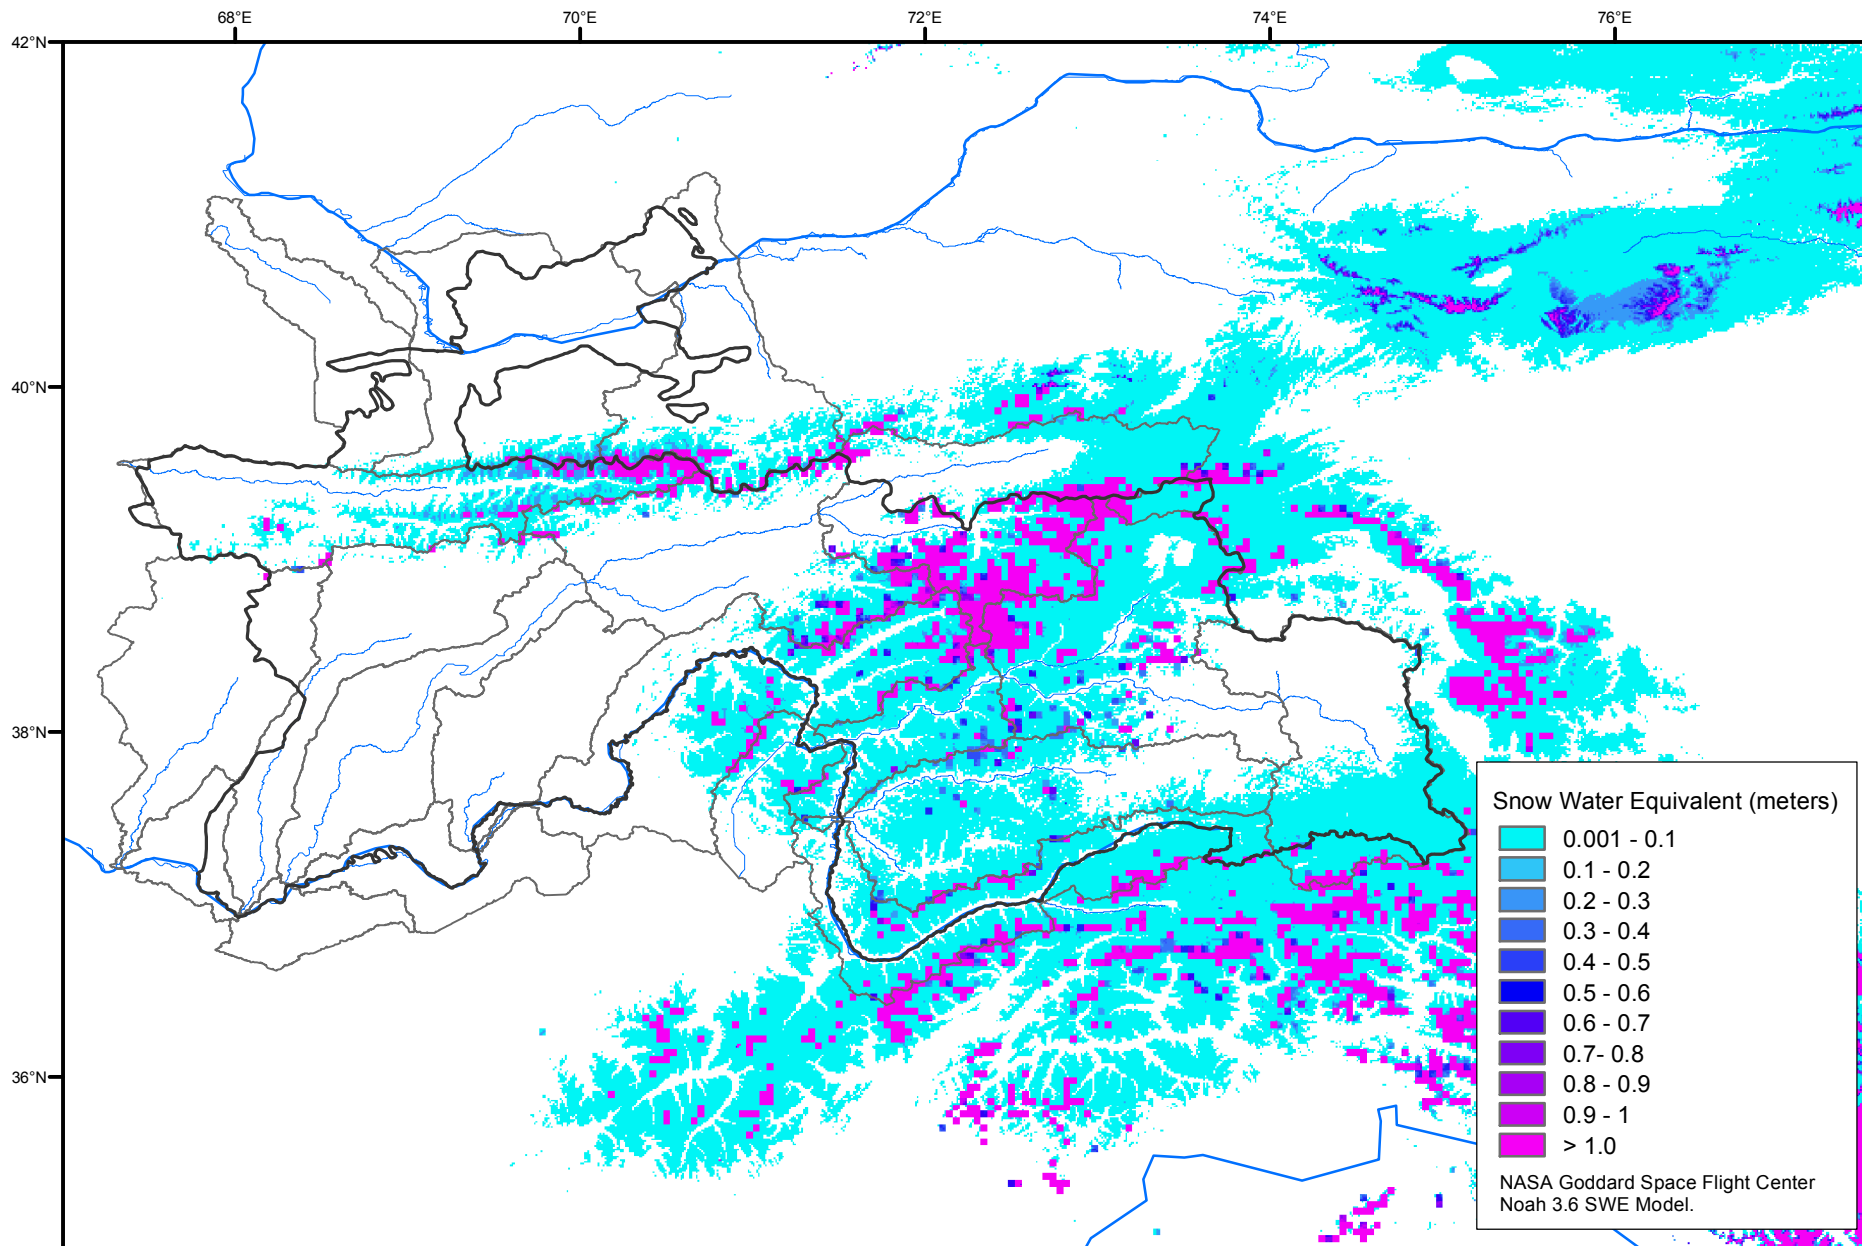 68°E
70°E
72°E
74°E
76°E
42°N
40°N
38°N
36°N
Snow Water Equivalent (meters)
0.001 - 0.1
0.1 - 0.2
0.2 - 0.3
0.3 - 0.4
0.4 - 0.5
0.5 - 0.6
0.6 - 0.7
0.7- 0.8
0.8 - 0.9
0.9 - 1
> 1.0
NASA Goddard Space Flight Center
Noah 3.6 SWE Model.